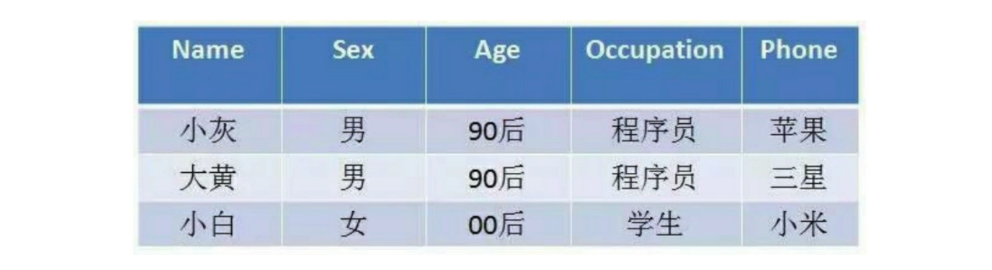 Name Sex Age Occupation Phone
小灰 男 90后 程序员 苹果
大黄 男 90后 程序员 三星
小白 女 00后 学生 小米